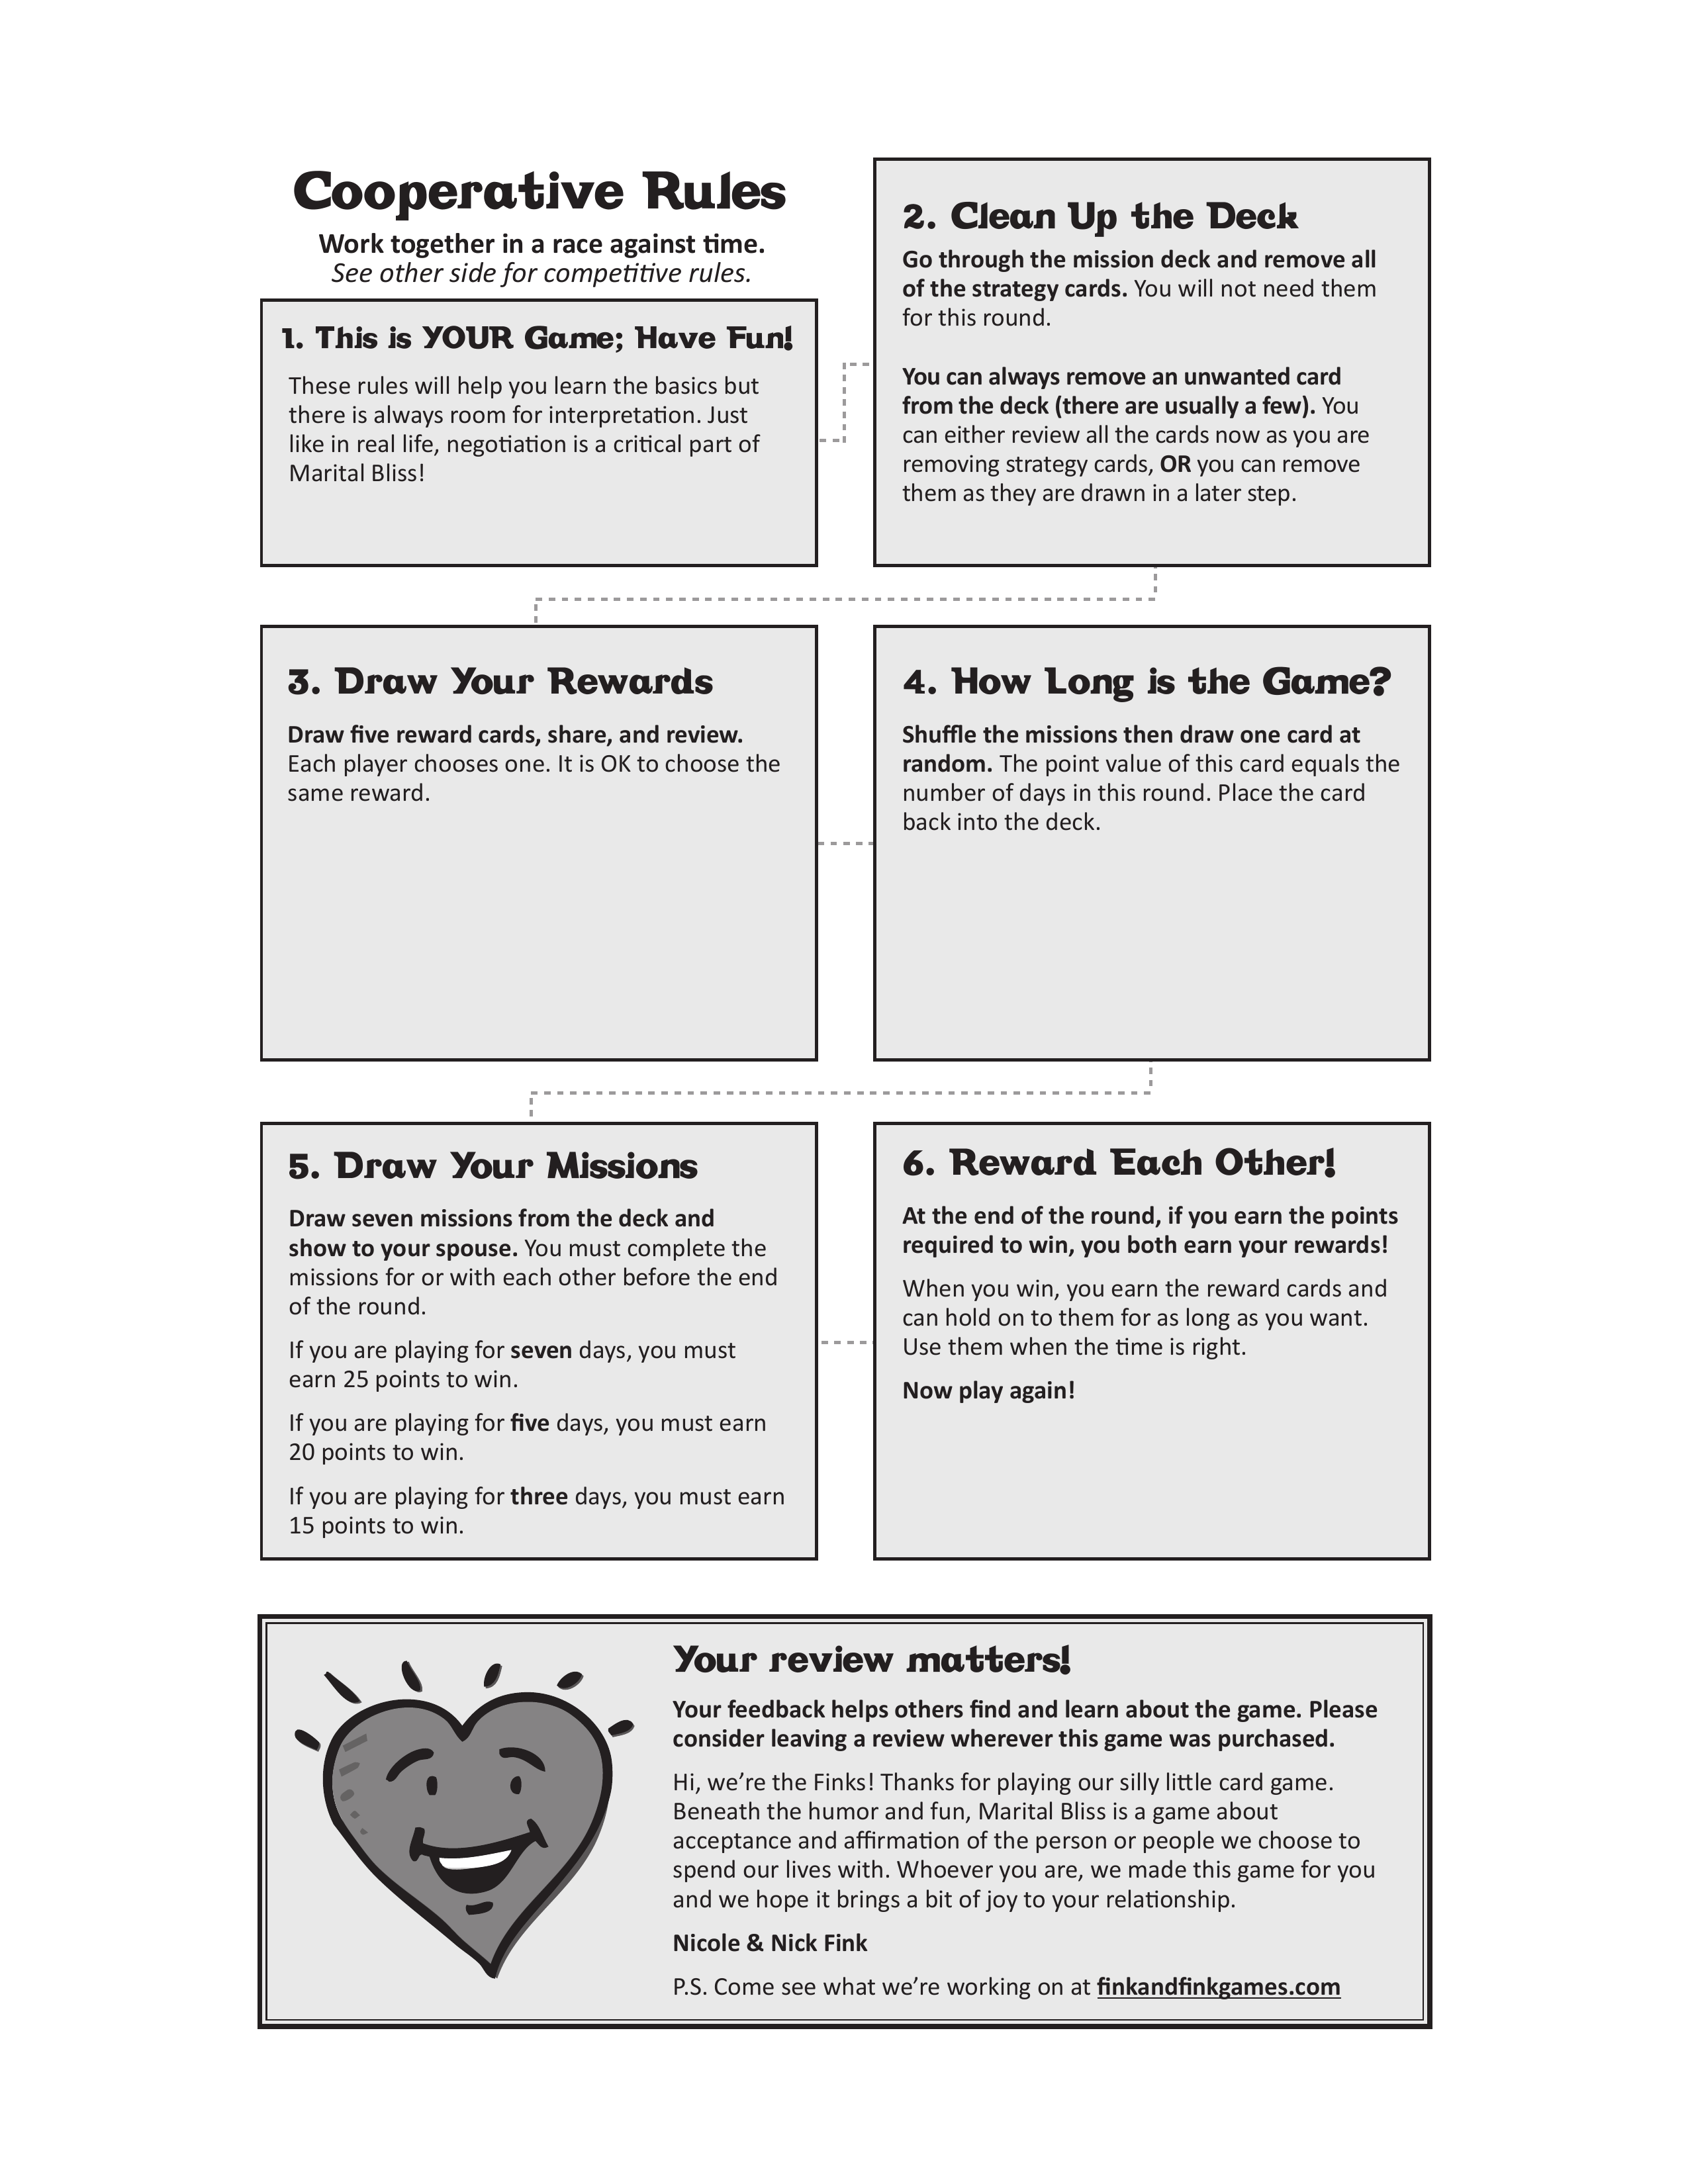 Cooperative Rules
Work together in a race against time.
See other side for competitive rules.
1. This is YOUR Game; Have Fun!
These rules will help you learn the basics but
there is always room for interpretation. Just
like in real life, negotiation is a critical part of
Marital Bliss!
2. Clean Up the Deck
Go through the mission deck and remove all
of the strategy cards. You will not need them
for this round.
You can always remove an unwanted card
from the deck (there are usually a few). You
can either review all the cards now as you are
removing strategy cards, OR you can remove
them as they are drawn in a later step.
3. Draw Your Rewards
Draw five reward cards, share, and review.
Each player chooses one. It is OK to choose the
same reward.
4. How Long is the Game?
Shuffle the missions then draw one card at
random. The point value of this card equals the
number of days in this round. Place the card
back into the deck.
5. Draw Your Missions
Draw seven missions from the deck and
show to your spouse. You must complete the
missions for or with each other before the end
of the round.
If you are playing for seven days, you must
earn 25 points to win.
If you are playing for five days, you must earn
20 points to win.
If you are playing for three days, you must earn
15 points to win.
6. Reward Each Other!
At the end of the round, if you earn the points
required to win, you both earn your rewards!
When you win, you earn the reward cards and
can hold on to them for as long as you want.
Use them when the time is right.
Now play again!
Your review matters!
Your feedback helps others find and learn about the game. Please
consider leaving a review wherever this game was purchased.
Hi, we’re the Finks! Thanks for playing our silly little card game.
Beneath the humor and fun, Marital Bliss is a game about
acceptance and affirmation of the person or people we choose to
spend our lives with. Whoever you are, we made this game for you
and we hope it brings a bit of joy to your relationship.
Nicole & Nick Fink
P.S. Come see what we’re working on at finkandfinkgames.com